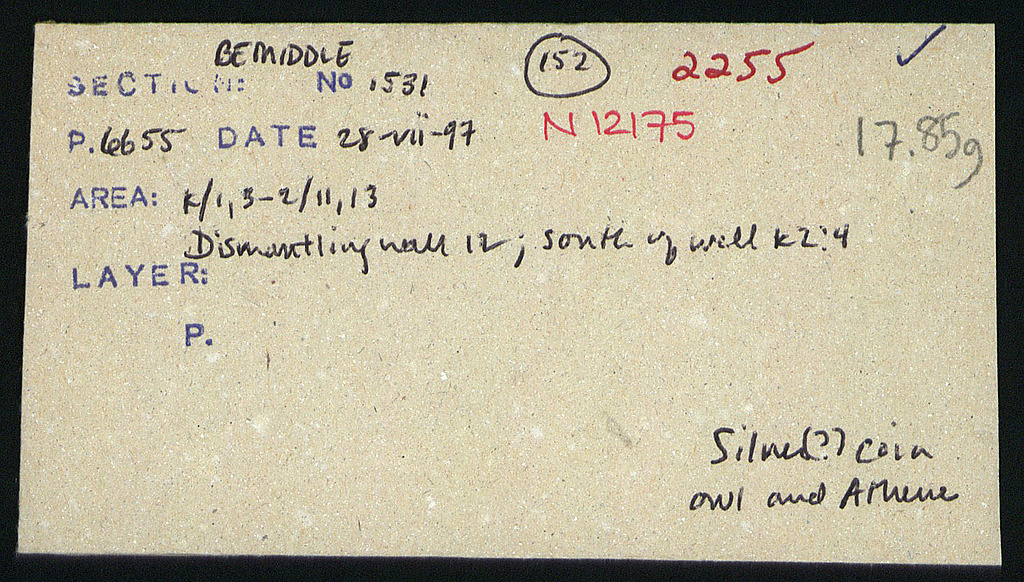 BEMIDDLE
SECTION: No 1531 (152) 2255 ✓
P.6655 DATE 28-vii-97 N 12175 17.85g
AREA: K/1,3-2/11,13
Dismantling wall 12; south of well K2:4
LAYER:
P.
Silver(?) coin
owl and Athene